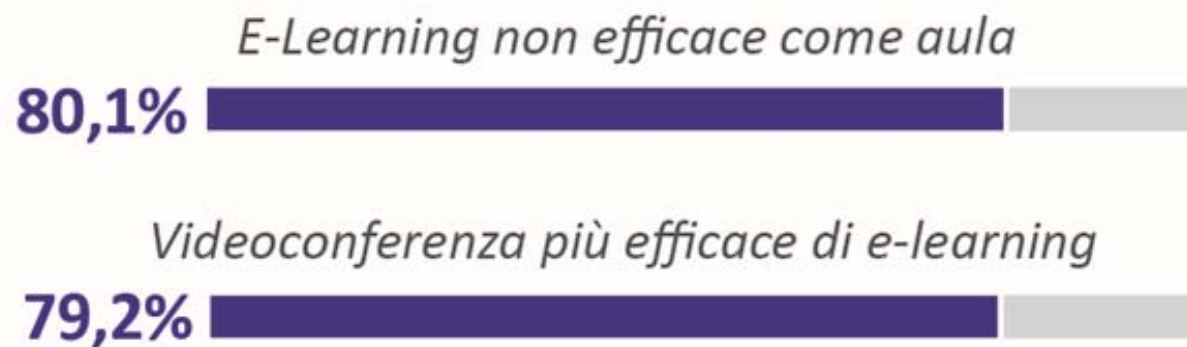 E-Learning non efficace come aula
80,1%
Videoconferenza più efficace di e-learning
79,2%